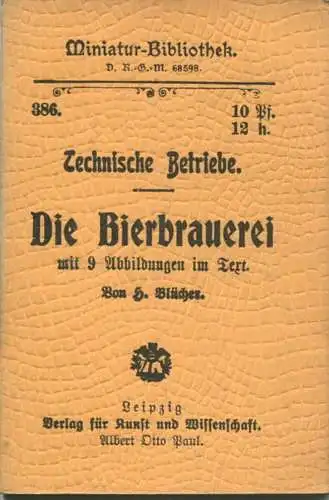 Miniatur-Bibliothek.
D. R.-G.-M. 68598.
386. 10 Pf.
12 h.
Technische Betriebe.
Die Bierbrauerei
mit 9 Abbildungen im Text.
Von H. Blücher.
Leipzig
Verlag für Kunst und Wissenschaft.
Albert Otto Paul.